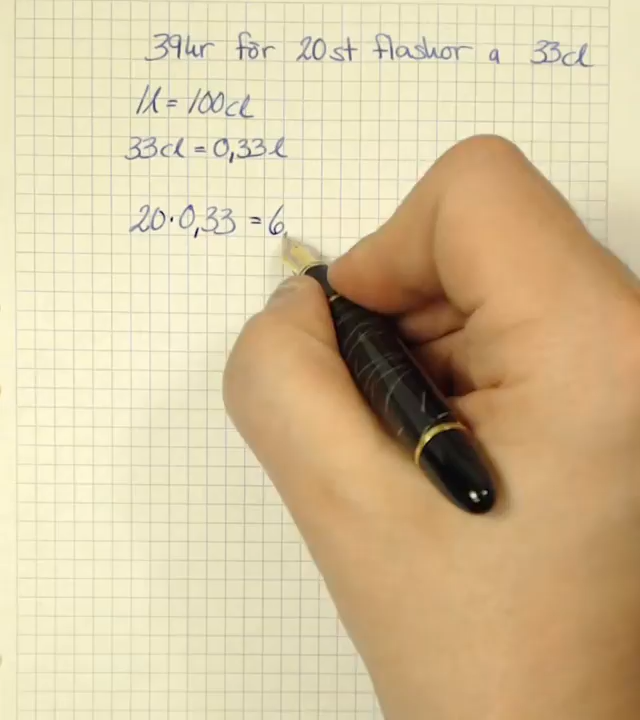 39kr för 20st flaskor a 33cl
1l = 100cl
33cl = 0,33l
20·0,33 = 6,